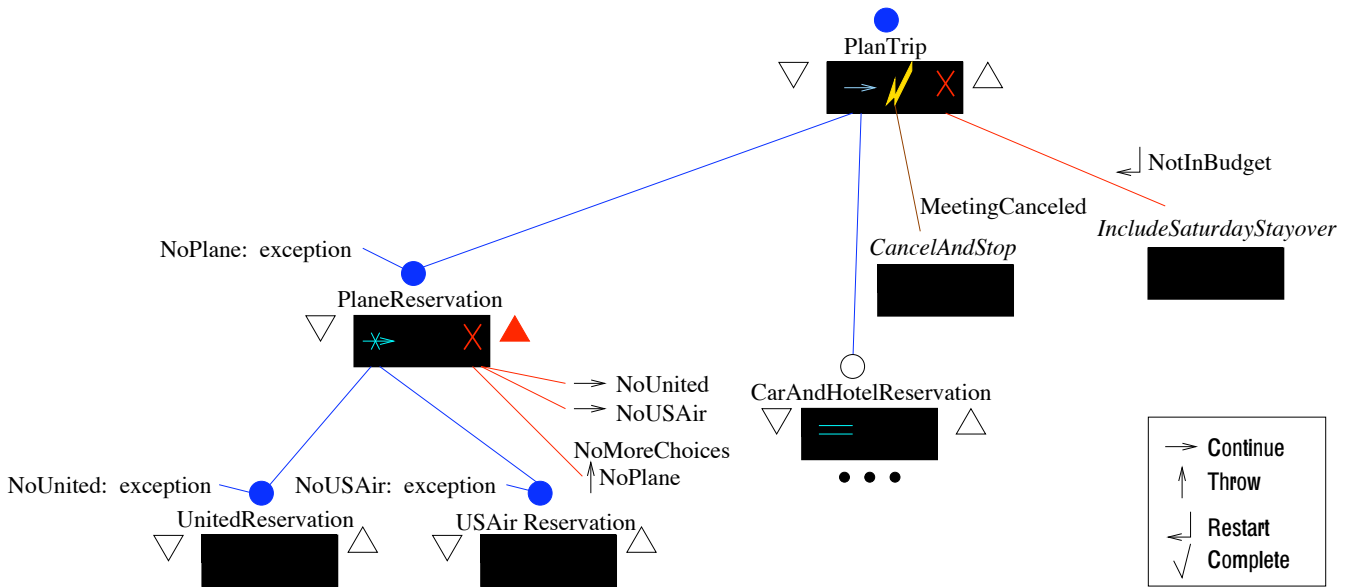 PlanTrip
NotInBudget
MeetingCanceled
IncludeSaturdayStayover
NoPlane: exception
CancelAndStop
PlaneReservation
NoUnited
CarAndHotelReservation
NoUSAir
NoMoreChoices
NoPlane
NoUnited: exception
NoUSAir: exception
UnitedReservation
USAir Reservation
Continue
Throw
Restart
Complete